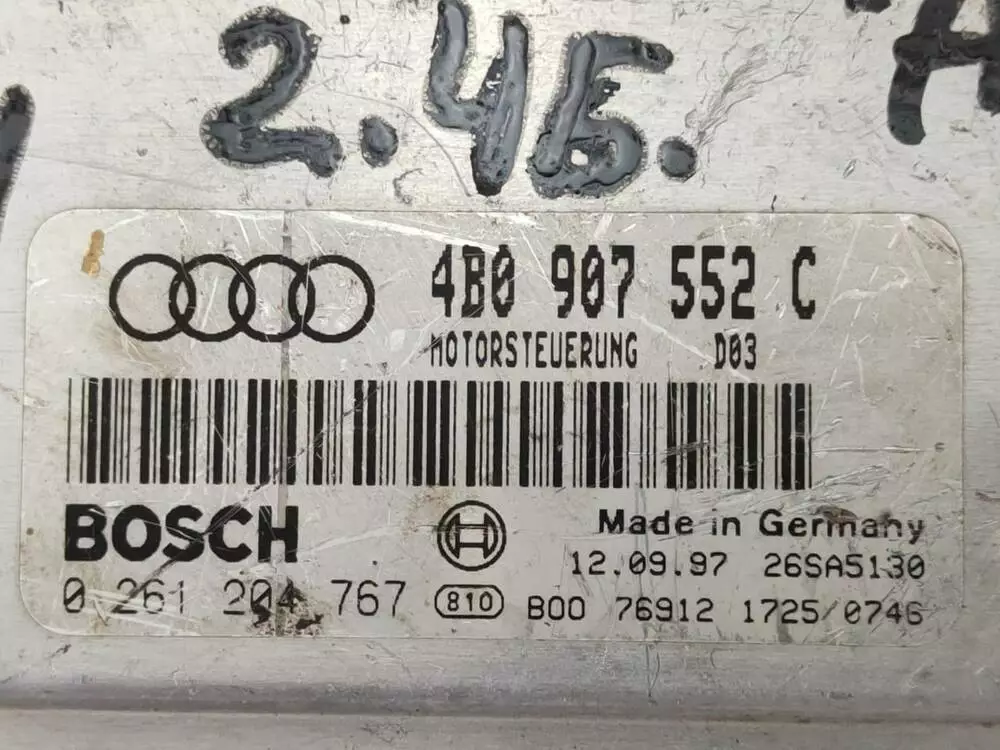 2.4Б. A
4B0 907 552 C
MOTORSTEUERUNG D03
BOSCH
Made in Germany
12.09.97 26SA5130
0 261 204 767 810 B00 76912 1725/0746